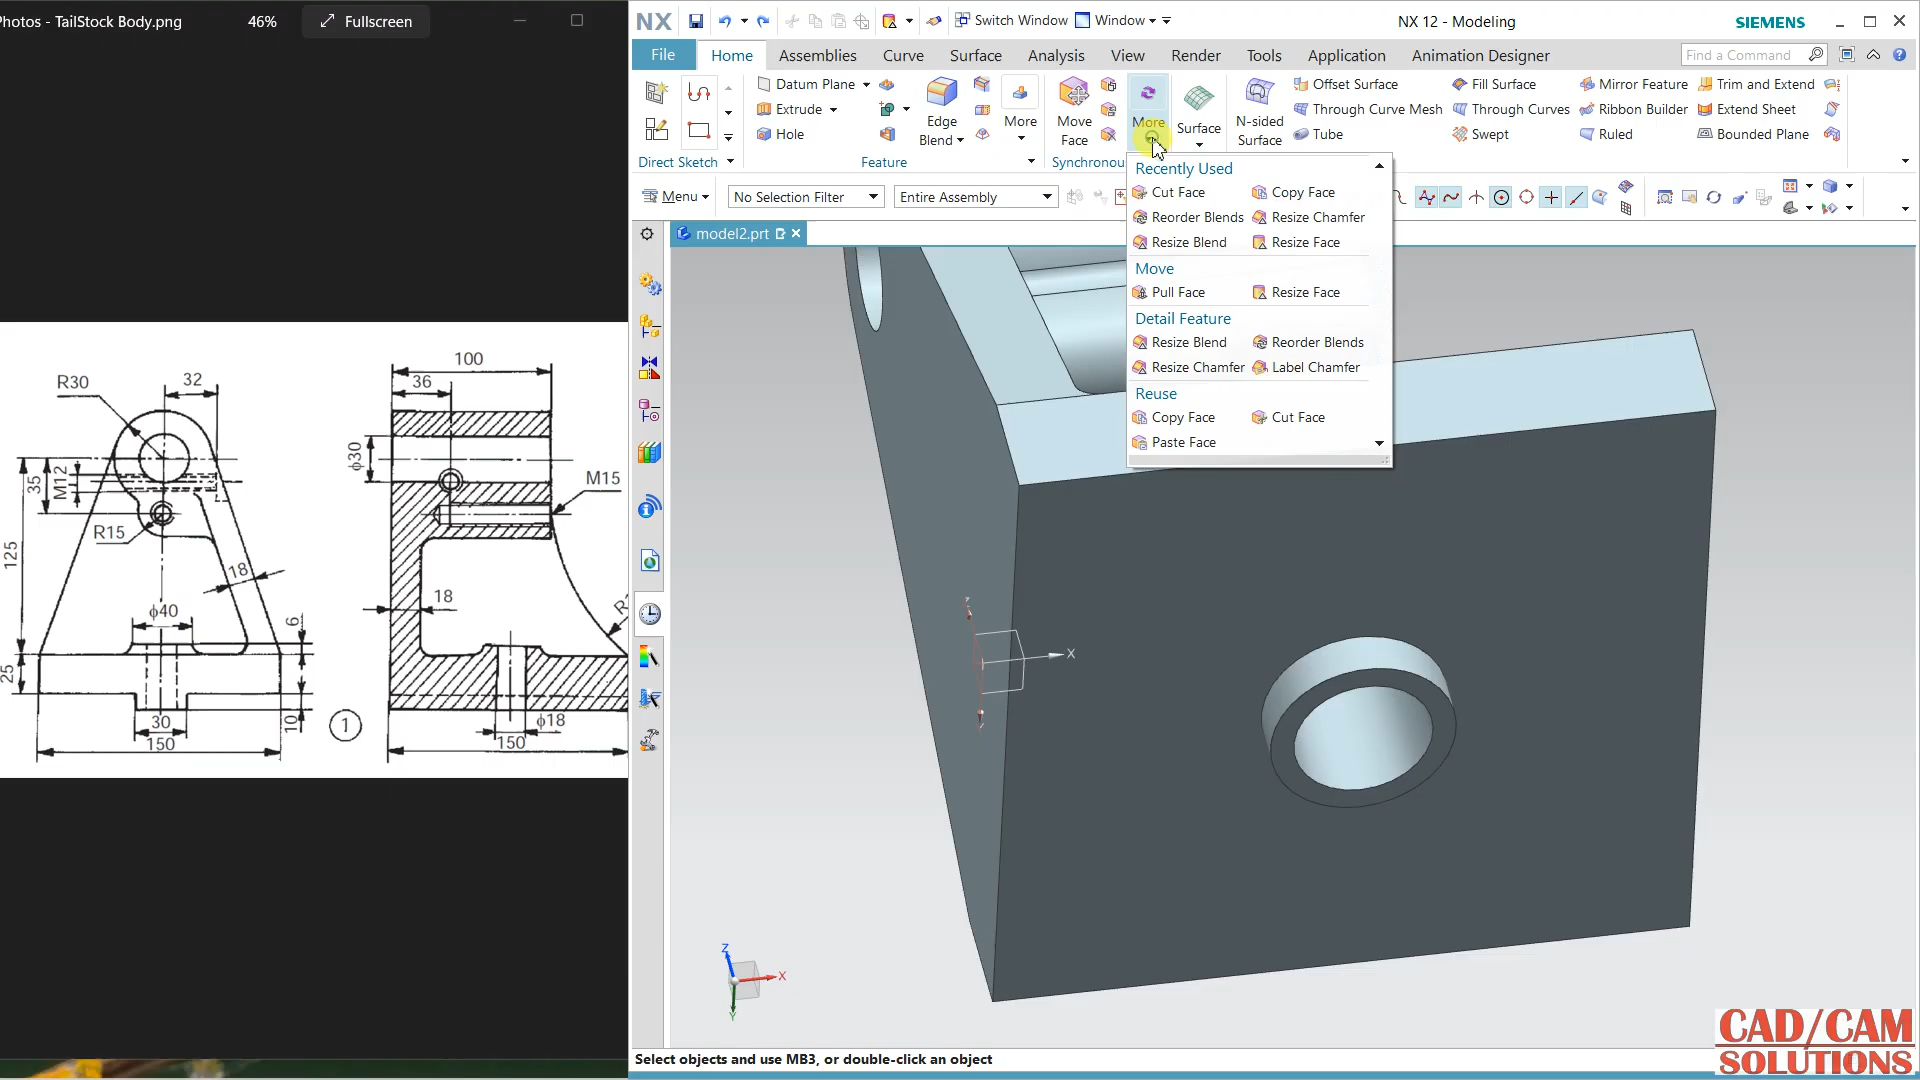 Photos - TailStock Body.png
46%
Fullscreen
100
R30
32
36
ϕ30
35
M12
M15
R15
125
18
ϕ40
6
18
25
30
10
150
1
ϕ18
150
NX
Switch Window
Window
NX 12 - Modeling
SIEMENS
File
Home
Assemblies
Curve
Surface
Analysis
View
Render
Tools
Application
Animation Designer
Find a Command
Direct Sketch
Datum Plane
Extrude
Hole
Edge
Blend
More
Feature
Move
Face
Synchronou
More
Surface
N-sided
Surface
Offset Surface
Through Curve Mesh
Tube
Fill Surface
Through Curves
Swept
Mirror Feature
Ribbon Builder
Ruled
Trim and Extend
Extend Sheet
Bounded Plane
Menu
No Selection Filter
Entire Assembly
model2.prt
Recently Used
Cut Face
Copy Face
Reorder Blends
Resize Chamfer
Resize Blend
Resize Face
Move
Pull Face
Resize Face
Detail Feature
Resize Blend
Reorder Blends
Resize Chamfer
Label Chamfer
Reuse
Copy Face
Cut Face
Paste Face
X
Z
X
Y
Select objects and use MB3, or double-click an object
CAD/CAM
SOLUTIONS